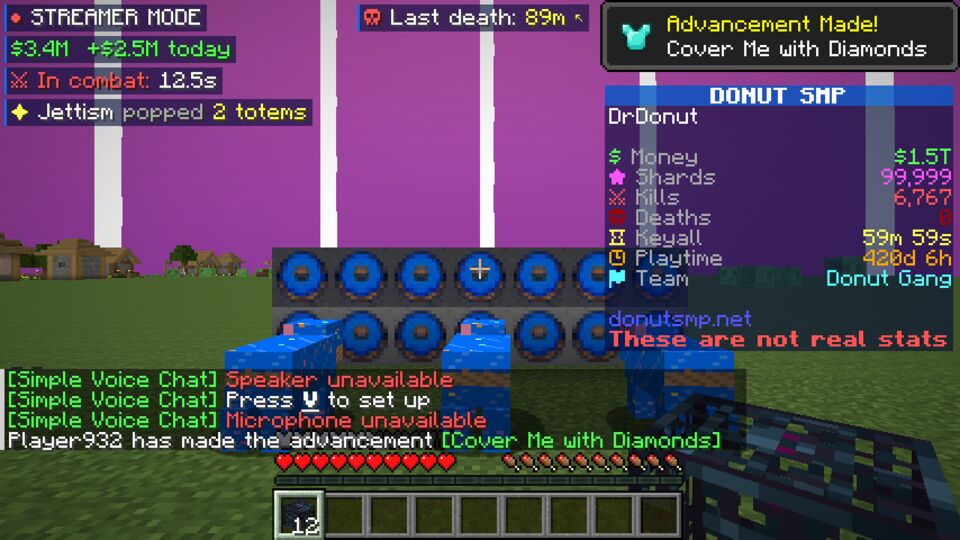 STREAMER MODE
$3.4M +$2.5M today
In combat: 12.5s
Jettism popped 2 totems
Last death: 89m
Advancement Made!
Cover Me with Diamonds
DONUT SMP
DrDonut
$ Money $1.5T
Shards 99,999
Kills 6,767
Deaths 0
Keyall 59m 59s
Playtime 420d 6h
Team Donut Gang
donutsmp.net
These are not real stats
[Simple Voice Chat] Speaker unavailable
[Simple Voice Chat] Press V to set up
[Simple Voice Chat] Microphone unavailable
Player932 has made the advancement [Cover Me with Diamonds]
12